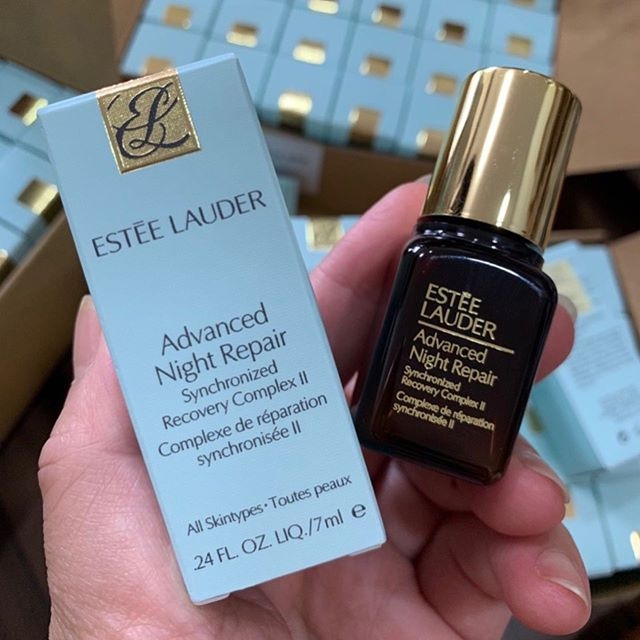 EL
ESTĒE LAUDER
Advanced
Night Repair
Synchronized
Recovery Complex II
Complexe de réparation
synchronisée II
All Skintypes • Toutes peaux
.24 FL. OZ. LIQ./7ml ℮
ESTĒE
LAUDER
Advanced
Night Repair
Synchronized
Recovery Complex II
Complexe de réparation
synchronisée II